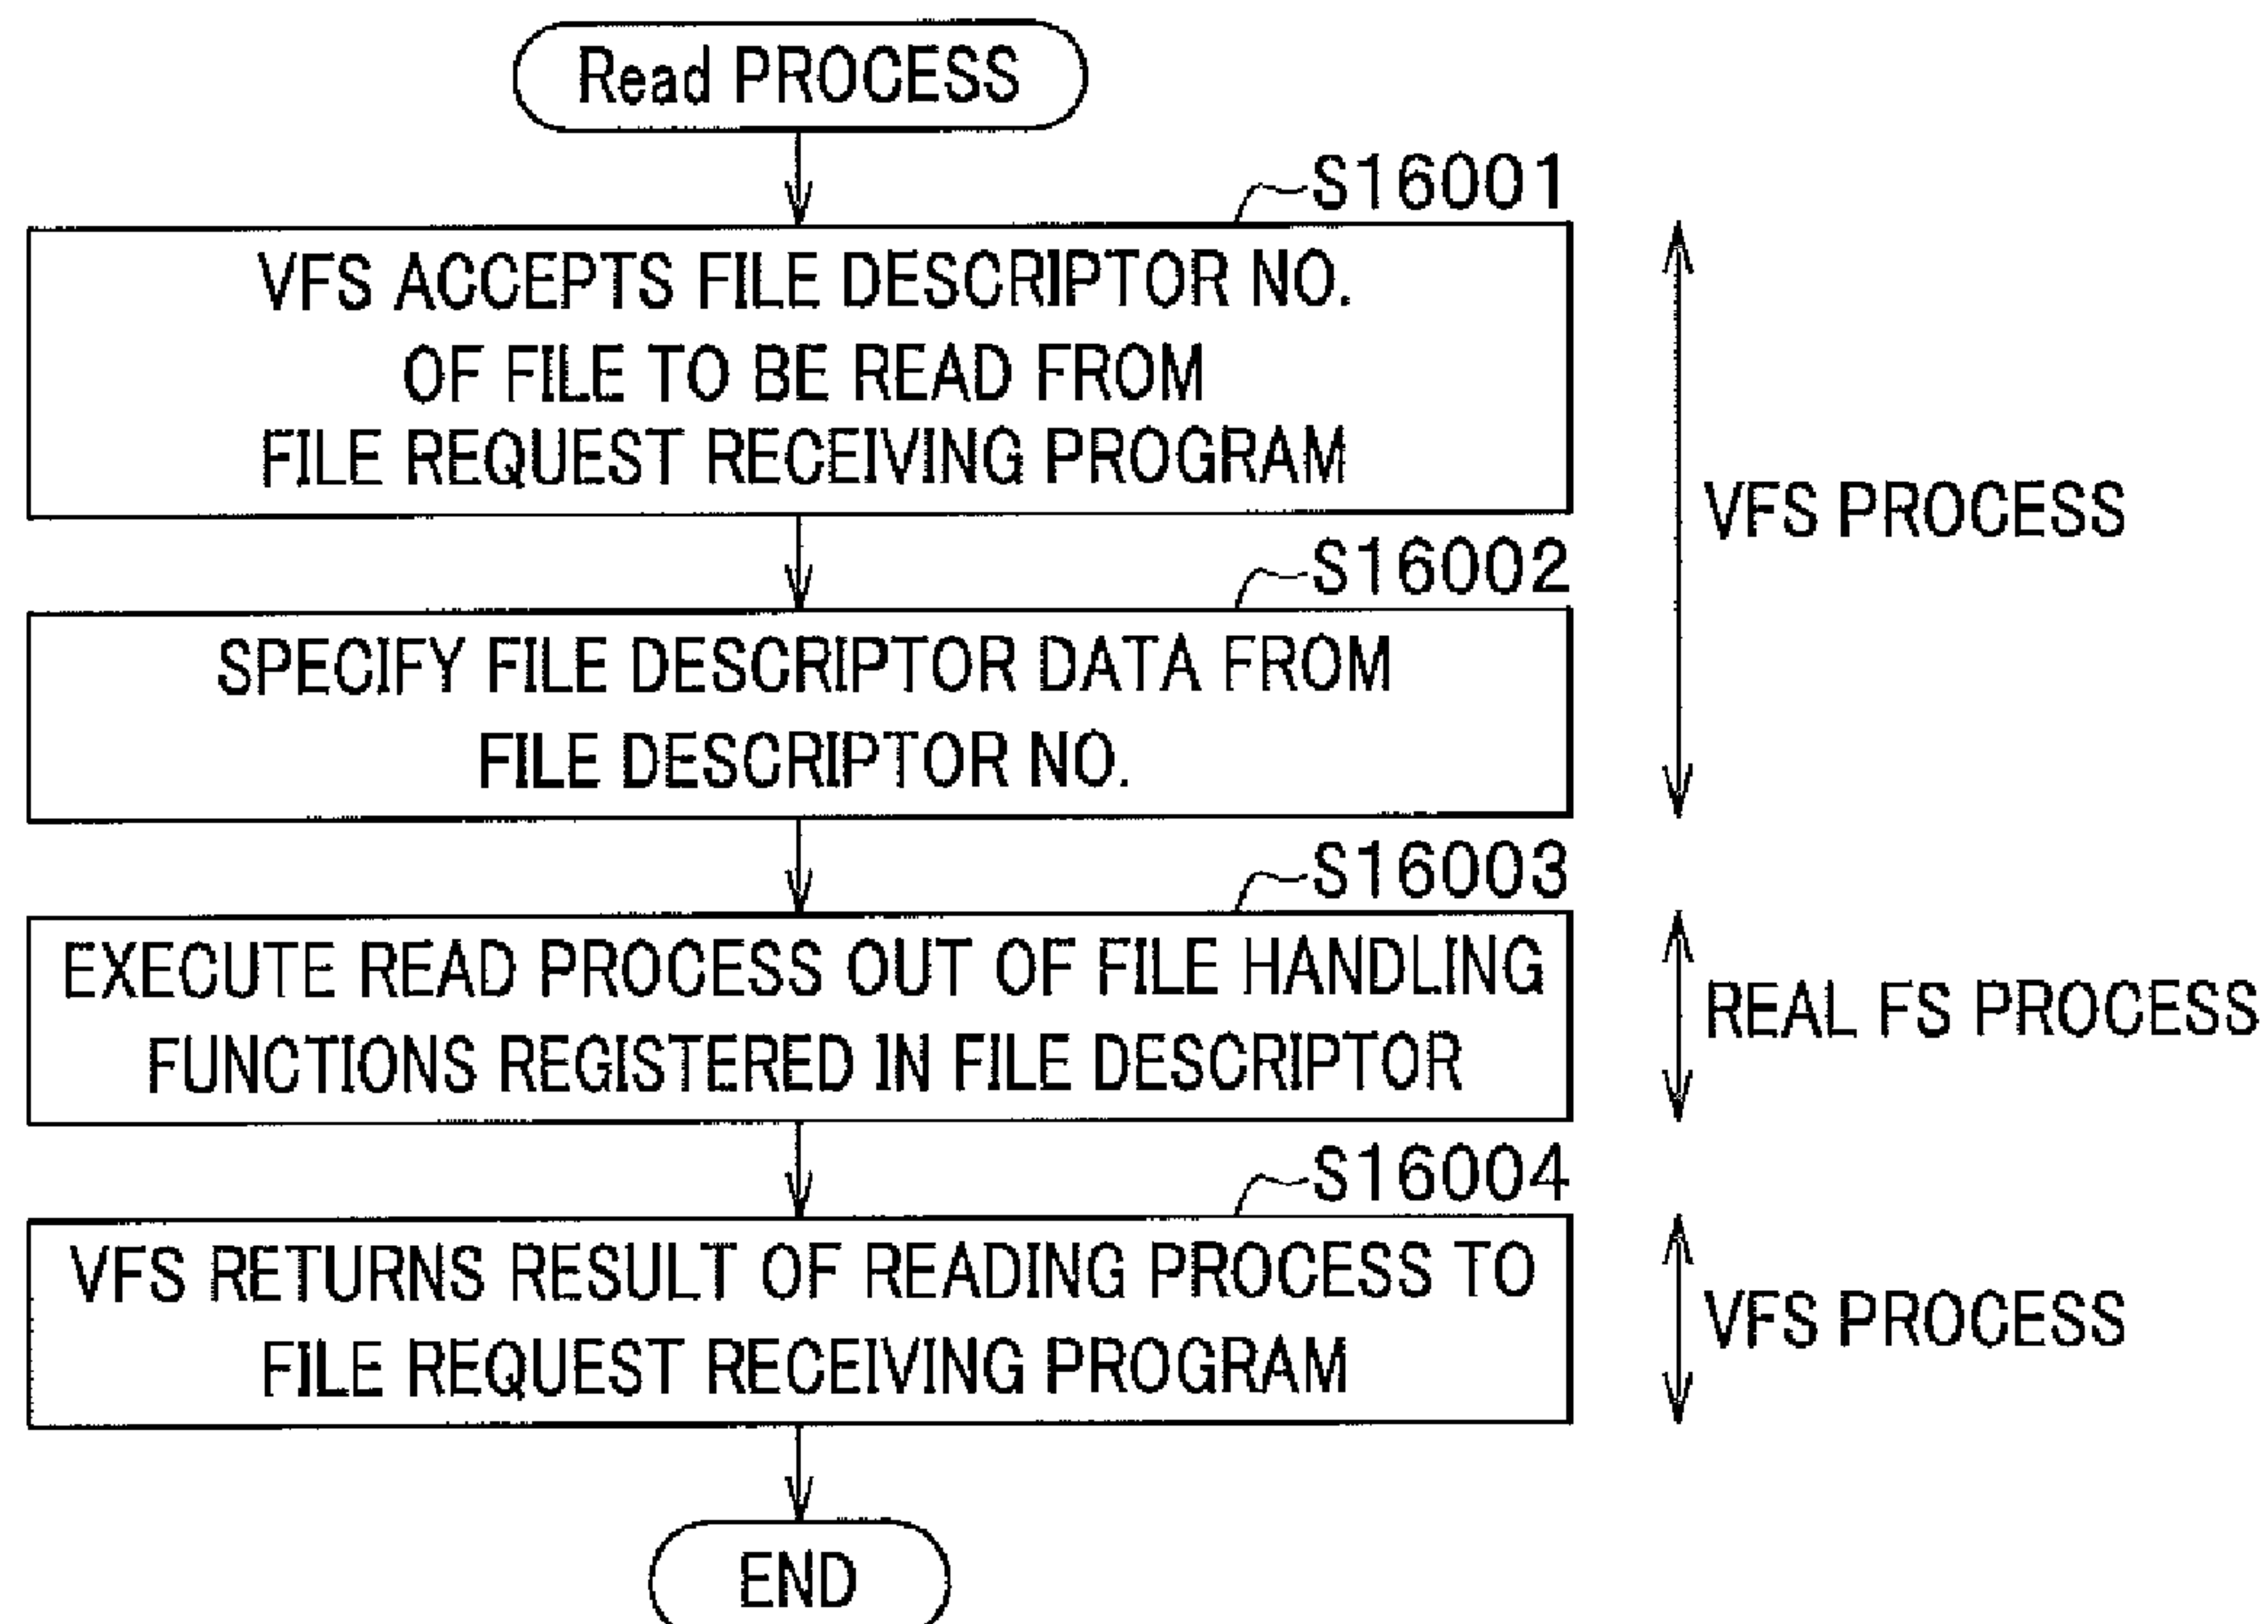 Read PROCESS
S16001
VFS ACCEPTS FILE DESCRIPTOR NO.
OF FILE TO BE READ FROM
FILE REQUEST RECEIVING PROGRAM
VFS PROCESS
S16002
SPECIFY FILE DESCRIPTOR DATA FROM
FILE DESCRIPTOR NO.
S16003
EXECUTE READ PROCESS OUT OF FILE HANDLING
FUNCTIONS REGISTERED IN FILE DESCRIPTOR
REAL FS PROCESS
S16004
VFS RETURNS RESULT OF READING PROCESS TO
FILE REQUEST RECEIVING PROGRAM
VFS PROCESS
END